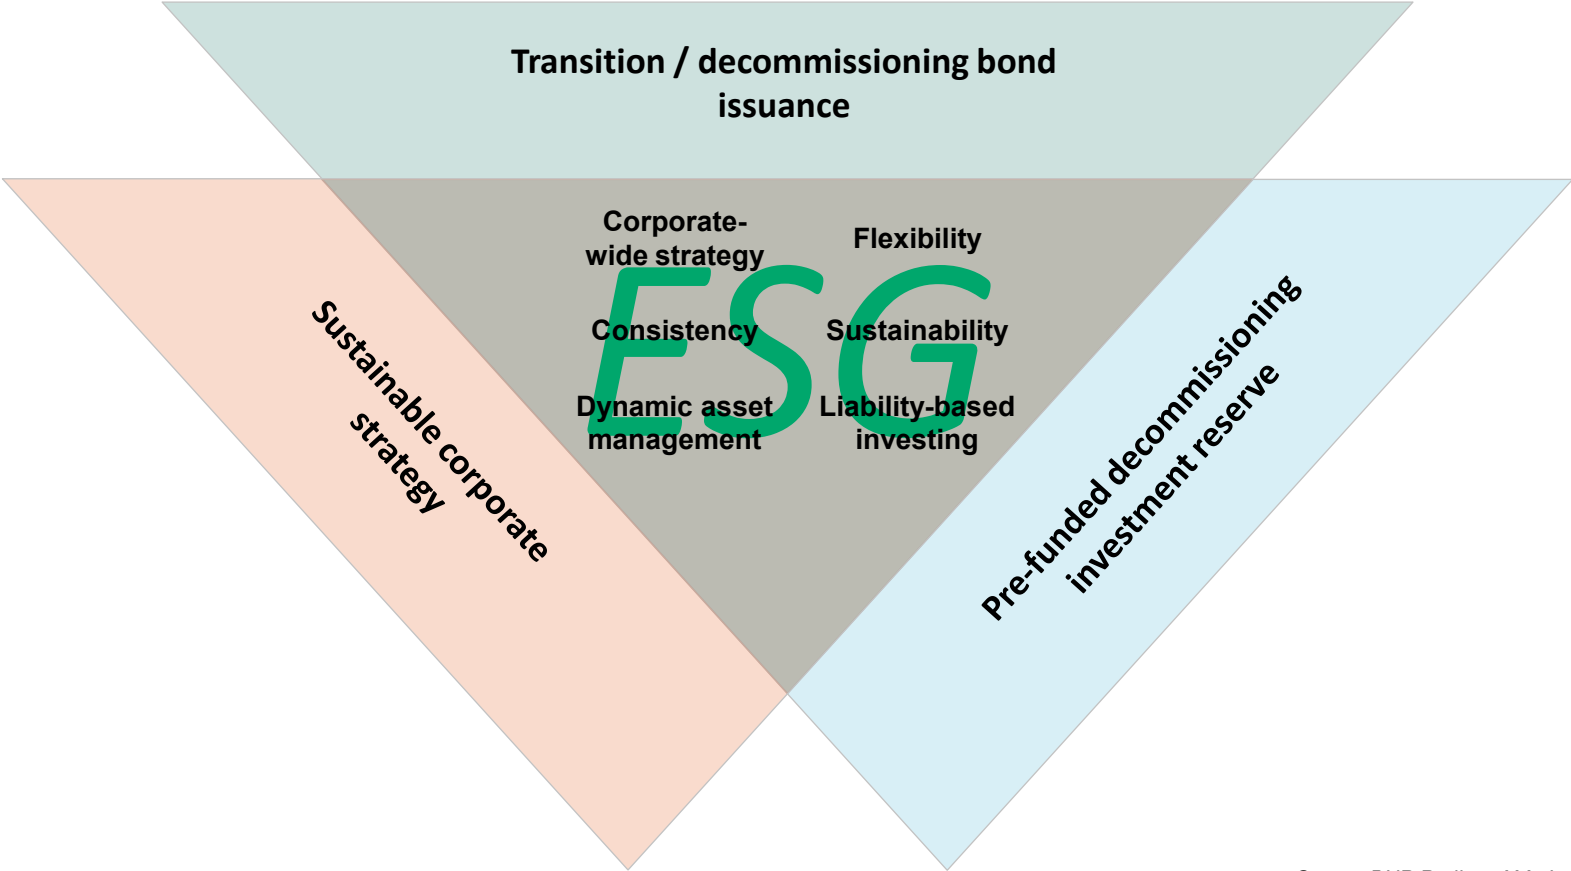 Transition / decommissioning bond
issuance
Corporate-
wide strategy
Flexibility
ESG
Consistency
Sustainability
Dynamic asset
management
Liability-based
investing
Sustainable corporate
strategy
Pre-funded decommissioning
investment reserve